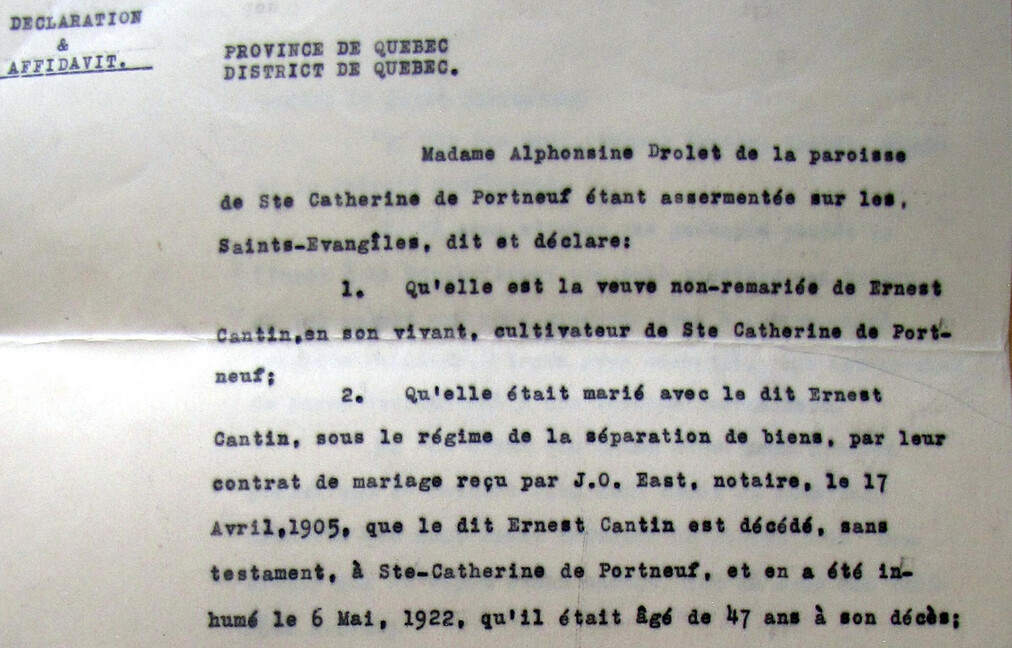 DECLARATION
&
AFFIDAVIT.
PROVINCE DE QUEBEC
DISTRICT DE QUEBEC.
Madame Alphonsine Drolet de la paroisse
de Ste Catherine de Portneuf étant assermentée sur les,
Saints-Evangîles, dit et déclare:
1. Qu'elle est la veuve non-remariée de Ernest
Cantin,en son vivant, cultivateur de Ste Catherine de Port-
neuf;
2. Qu'elle était marié avec le dit Ernest
Cantin, sous le régime de la séparation de biens, par leur
contrat de mariage reçu par J.O. East, notaire, le 17
Avril,1905, que le dit Ernest Cantin est décédé, sans
testament, à Ste-Catherine de Portneuf, et en a été in-
humé le 6 Mai, 1922, qu'il était âgé de 47 ans à son décès;